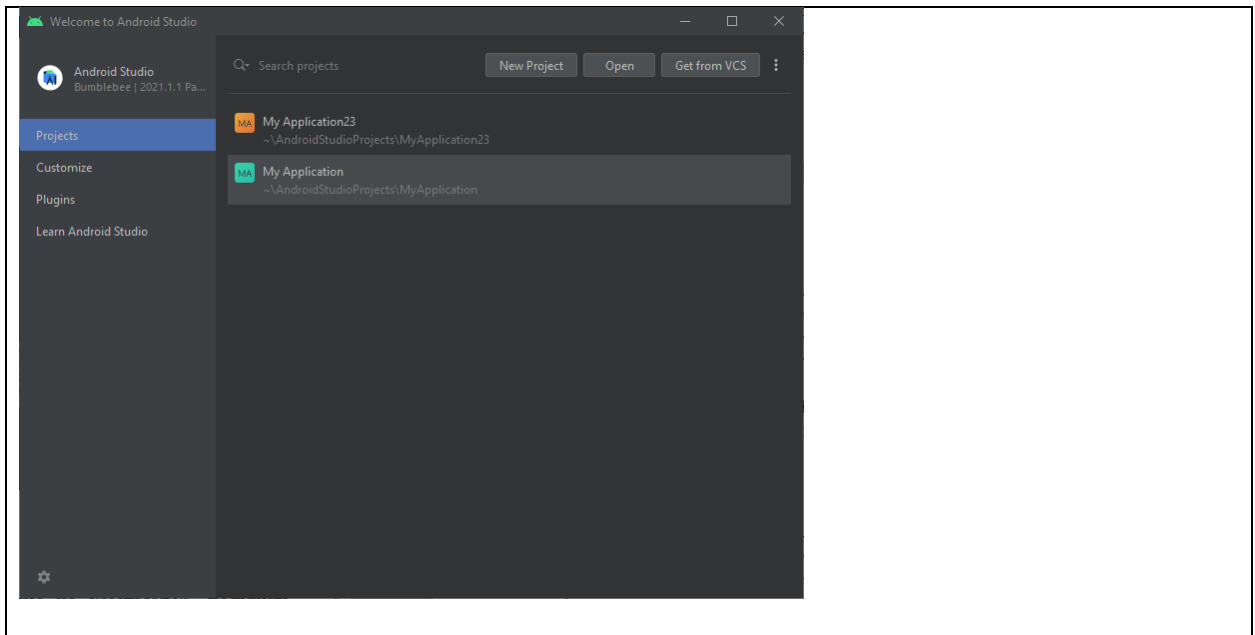 Welcome to Android Studio
Android Studio
Bumblebee | 2021.1.1 Pa...
Search projects
New Project
Open
Get from VCS
Projects
Customize
Plugins
Learn Android Studio
MA My Application23
~\AndroidStudioProjects\MyApplication23
MA My Application
~\AndroidStudioProjects\MyApplication